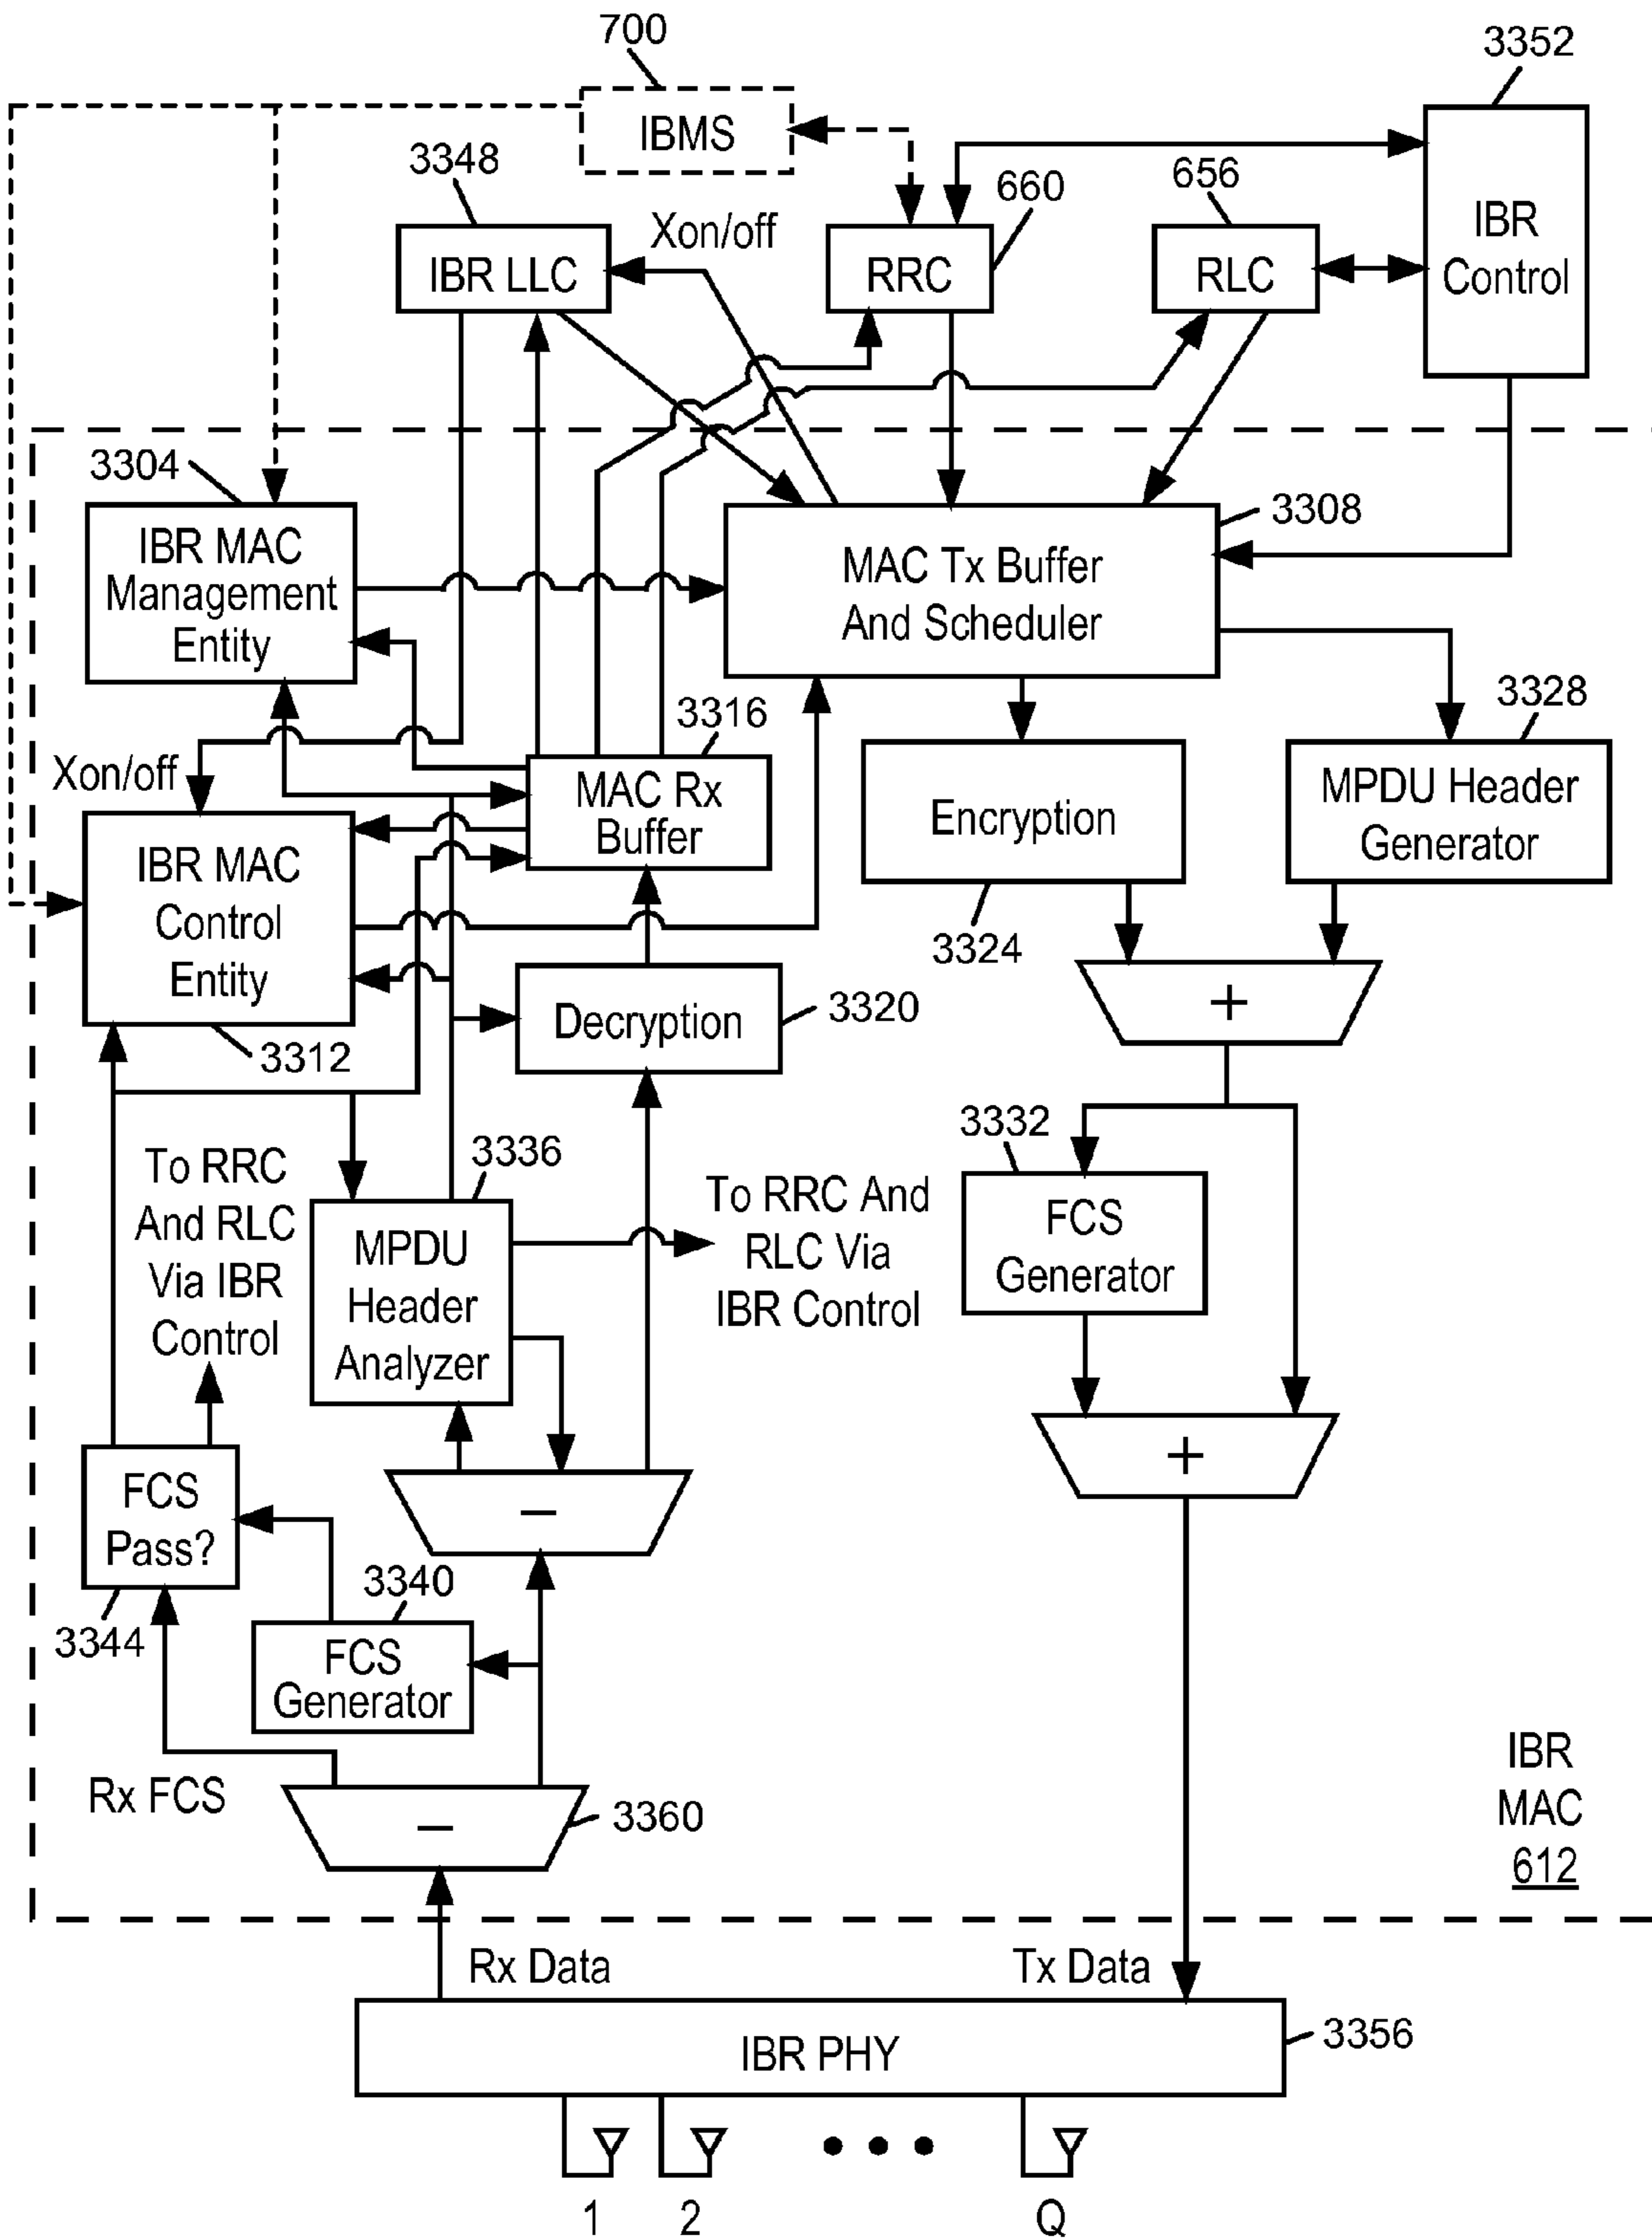 700
3352
IBMS
3348
Xon/off
660
656
IBR
Control
IBR LLC
RRC
RLC
3304
IBR MAC
Management
Entity
3308
MAC Tx Buffer
And Scheduler
3316
3328
Xon/off
MAC Rx
Buffer
Encryption
MPDU Header
Generator
IBR MAC
Control
Entity
3324
3312
Decryption
3320
+
3332
3336
To RRC
And RLC
Via IBR
Control
MPDU
Header
Analyzer
To RRC And
RLC Via
IBR Control
FCS
Generator
FCS
Pass?
–
+
3340
3344
FCS
Generator
Rx FCS
–
3360
IBR
MAC
612
Rx Data
Tx Data
IBR PHY
3356
1
2
Q